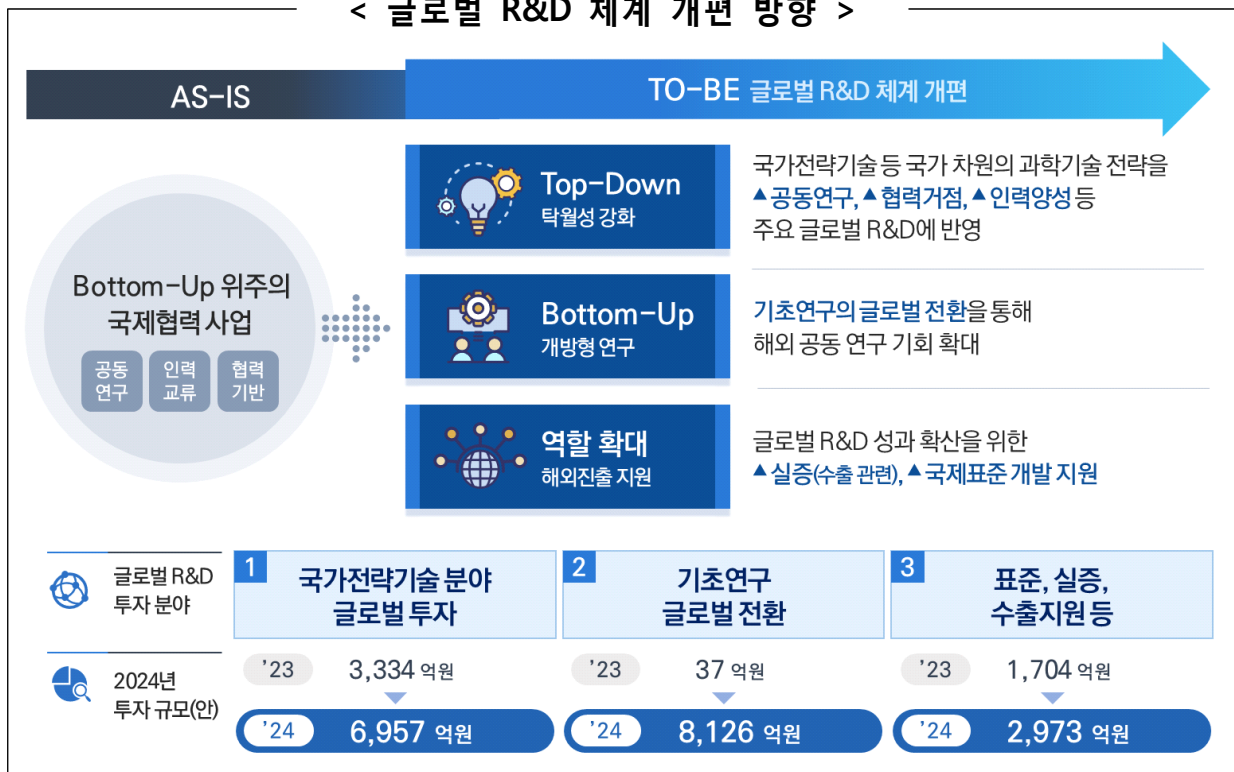 < 글로벌 R&D 체계 개편 방향 >
AS-IS
TO-BE 글로벌 R&D 체계 개편
Bottom-Up 위주의
국제협력 사업
공동
연구
인력
교류
협력
기반
Top-Down
탁월성 강화
국가전략기술 등 국가 차원의 과학기술 전략을
▲공동연구, ▲협력거점, ▲인력양성 등
주요 글로벌 R&D에 반영
Bottom-Up
개방형 연구
기초연구의 글로벌 전환을 통해
해외 공동 연구 기회 확대
역할 확대
해외진출 지원
글로벌 R&D 성과 확산을 위한
▲실증(수출 관련), ▲국제표준 개발 지원
글로벌 R&D
투자 분야
1
국가전략기술 분야
글로벌 투자
2
기초연구
글로벌 전환
3
표준, 실증,
수출지원 등
2024년
투자 규모(안)
’23 3,334 억원
’24 6,957 억원
’23 37 억원
’24 8,126 억원
’23 1,704 억원
’24 2,973 억원